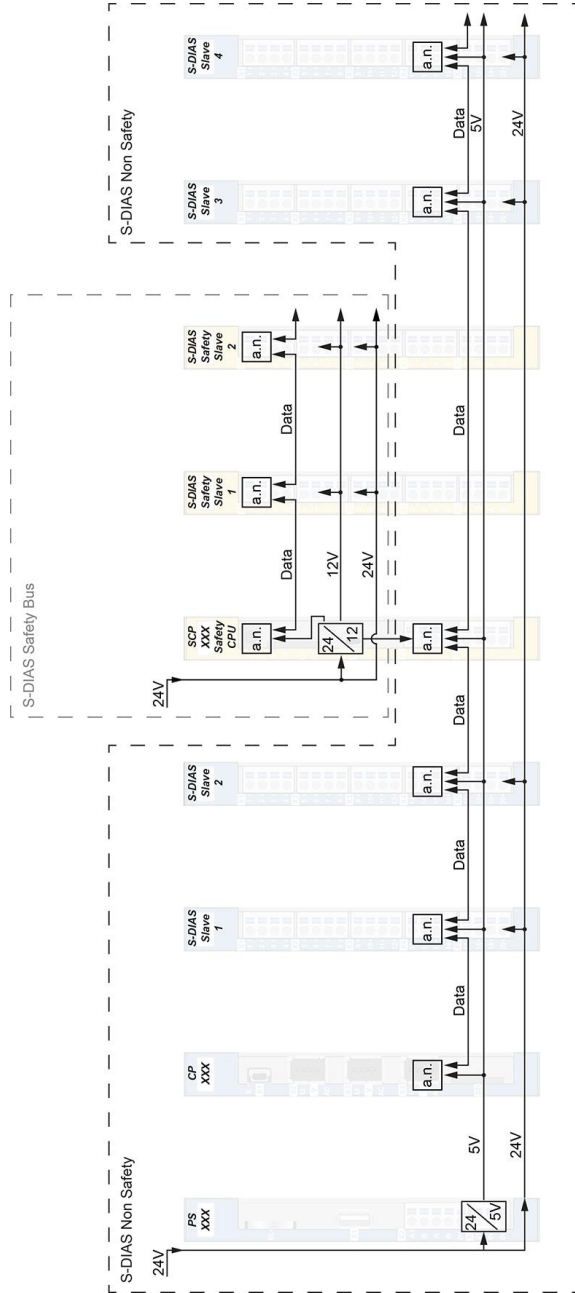 S-DIAS Non Safety
S-DIAS
Slave
4
a.n.
Data
5V
24V
S-DIAS
Slave
3
a.n.
S-DIAS Safety Bus
S-DIAS
Safety
Slave
2
a.n.
Data
Data
S-DIAS
Safety
Slave
1
a.n.
Data
12V
24V
SCP
XXX
Safety
CPU
a.n.
24
12
a.n.
24V
Data
S-DIAS
Slave
2
a.n.
Data
S-DIAS
Slave
1
a.n.
Data
CP
XXX
a.n.
5V
24V
S-DIAS Non Safety
PS
XXX
24
5V
24V